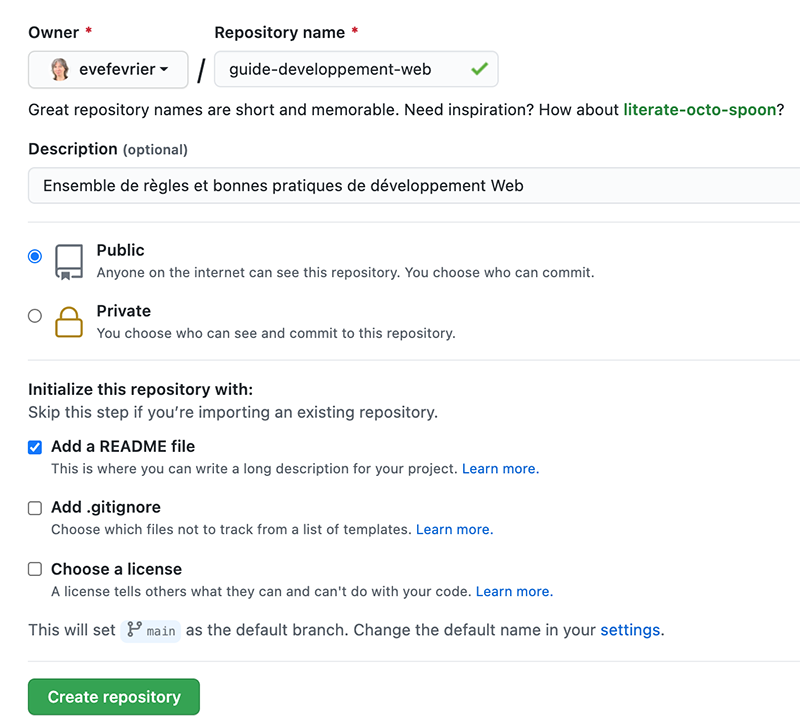 Owner * Repository name *
evefevrier / guide-developpement-web
Great repository names are short and memorable. Need inspiration? How about literate-octo-spoon?
Description (optional)
Ensemble de règles et bonnes pratiques de développement Web
Public
Anyone on the internet can see this repository. You choose who can commit.
Private
You choose who can see and commit to this repository.
Initialize this repository with:
Skip this step if you’re importing an existing repository.
Add a README file
This is where you can write a long description for your project. Learn more.
Add .gitignore
Choose which files not to track from a list of templates. Learn more.
Choose a license
A license tells others what they can and can't do with your code. Learn more.
This will set main as the default branch. Change the default name in your settings.
Create repository